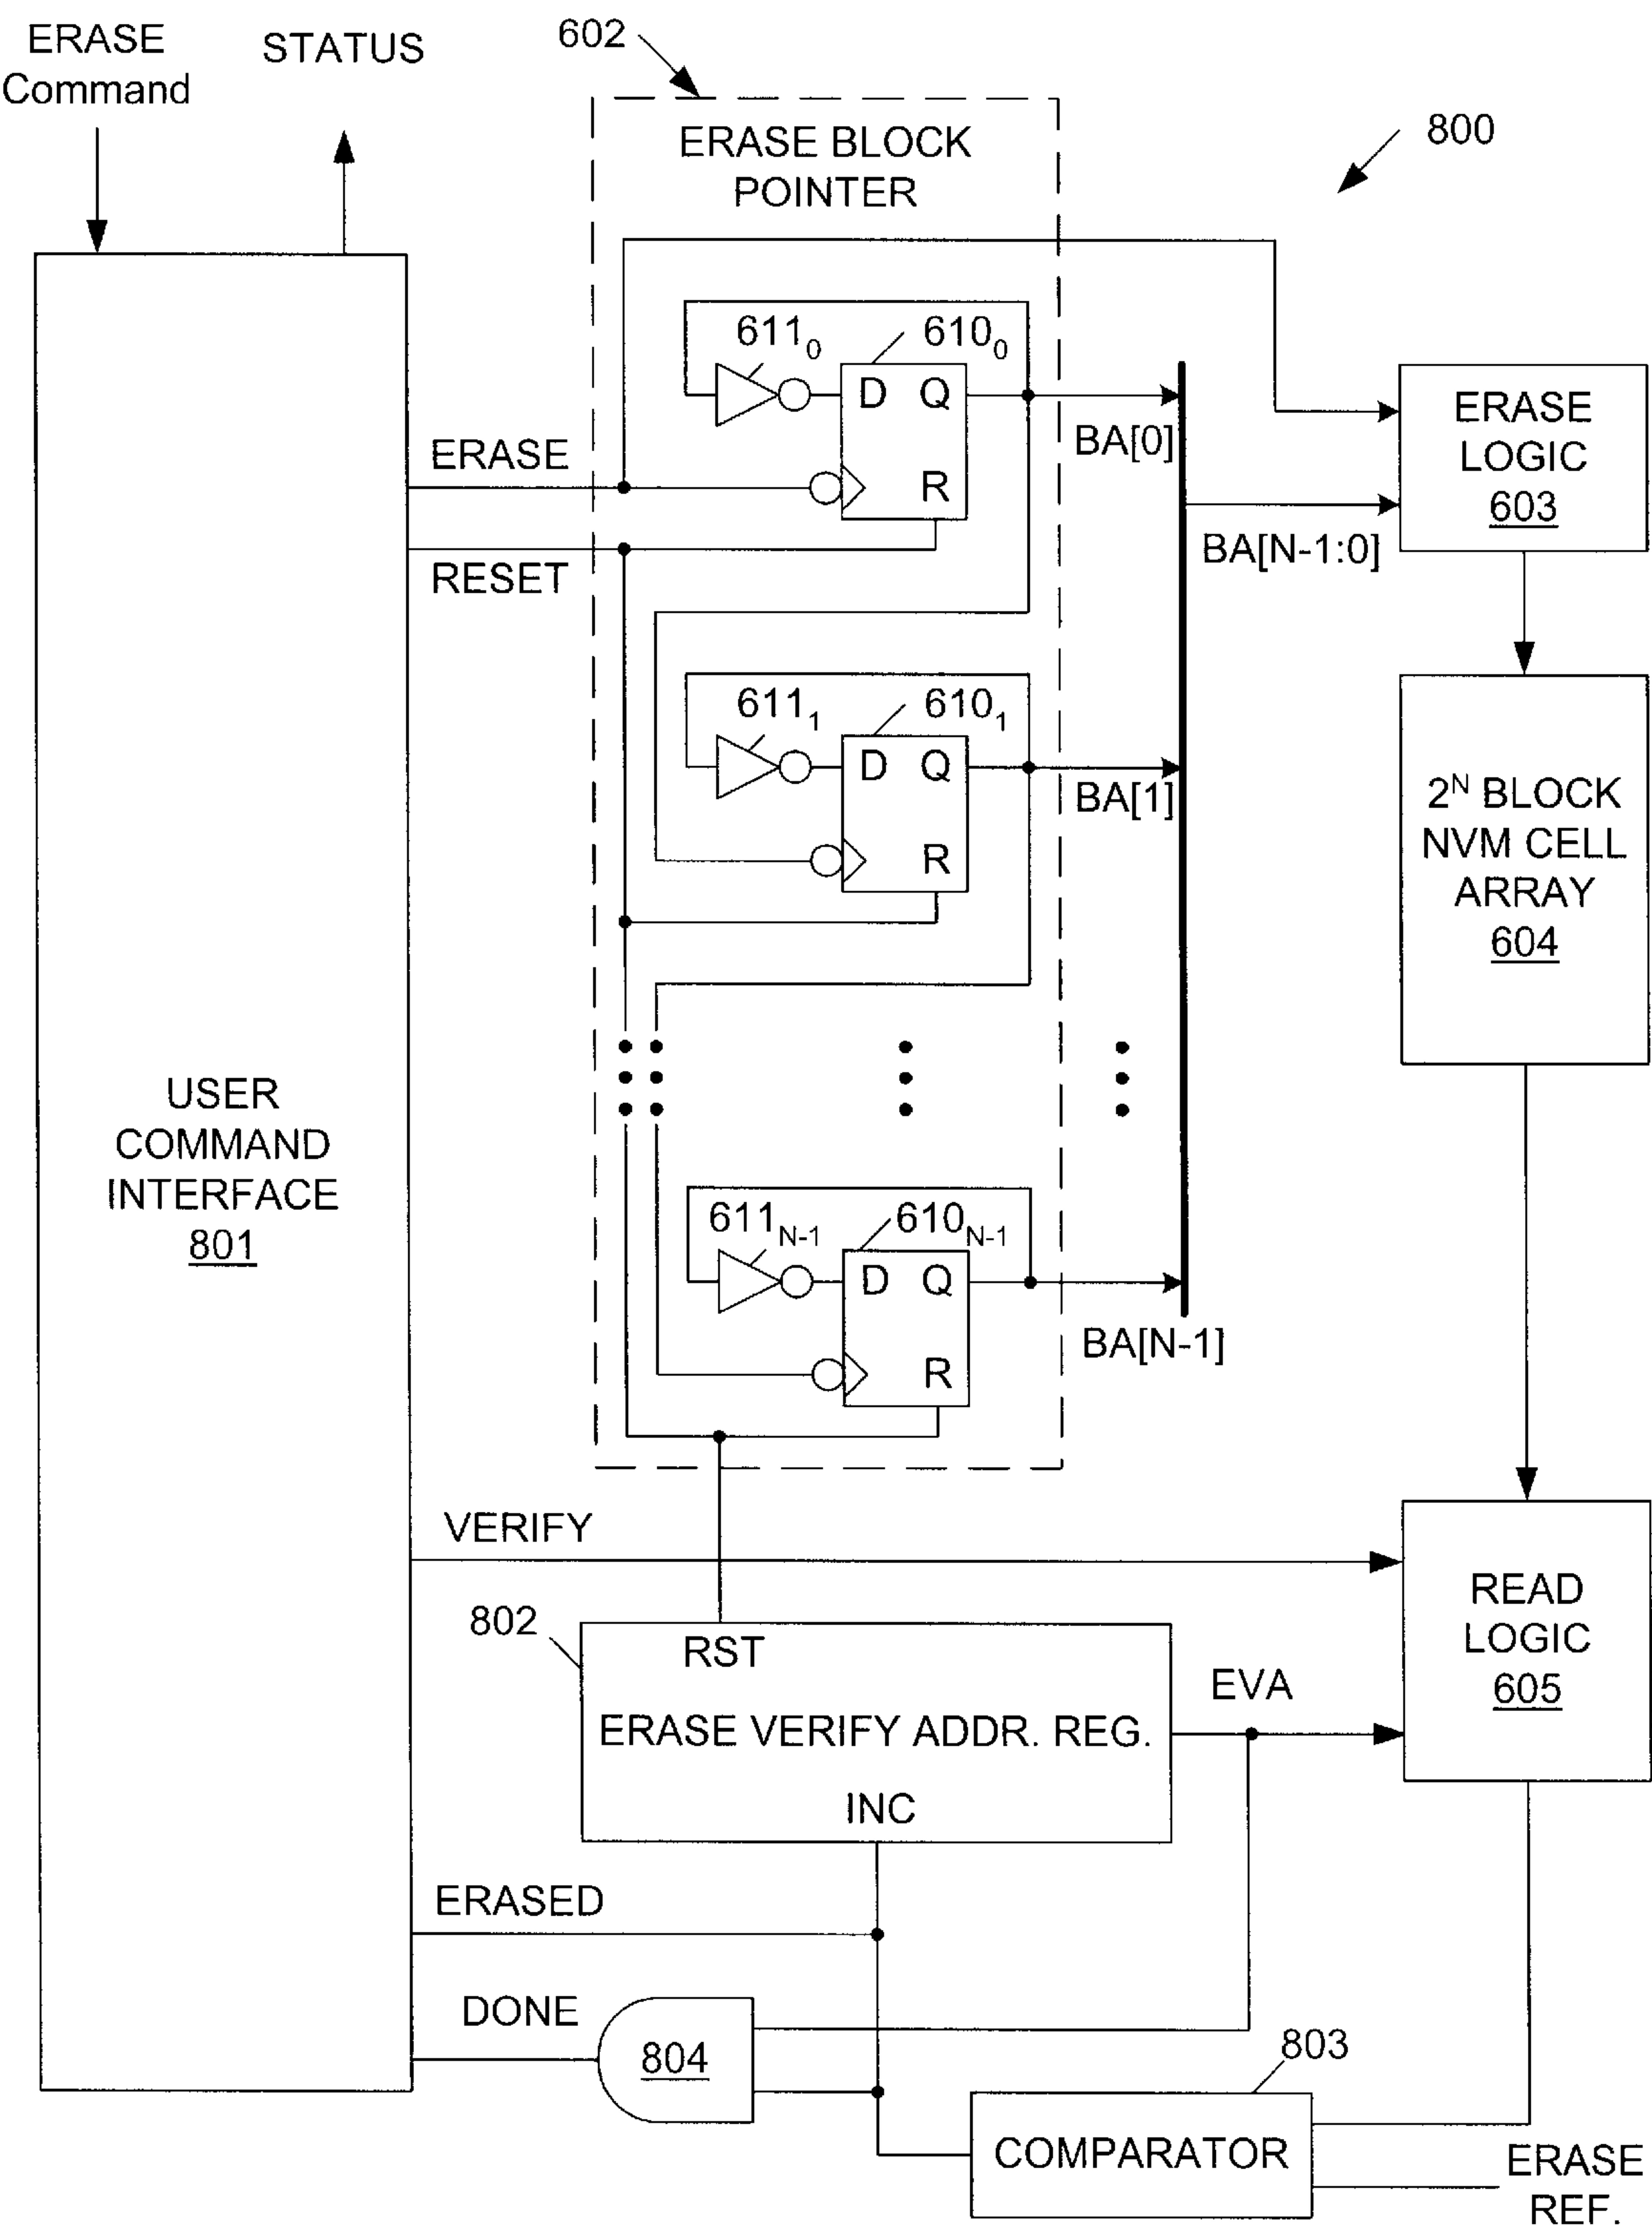 ERASE
Command
STATUS
602
ERASE BLOCK
POINTER
800
611₀
610₀
D Q
R
BA[0]
ERASE
RESET
ERASE
LOGIC
603
BA[N-1:0]
611₁
610₁
D Q
R
BA[1]
2ᴺ BLOCK
NVM CELL
ARRAY
604
USER
COMMAND
INTERFACE
801
611N-1
610N-1
D Q
R
BA[N-1]
VERIFY
READ
LOGIC
605
802
RST
ERASE VERIFY ADDR. REG.
INC
EVA
ERASED
DONE
804
803
COMPARATOR
ERASE
REF.